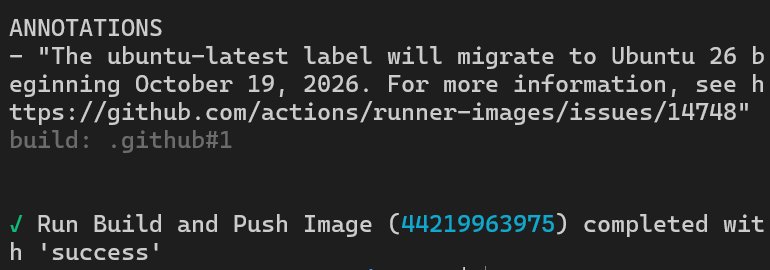 ANNOTATIONS
- "The ubuntu-latest label will migrate to Ubuntu 26 b
eginning October 19, 2026. For more information, see h
ttps://github.com/actions/runner-images/issues/14748"
build: .github#1
✓ Run Build and Push Image (44219963975) completed wit
h 'success'